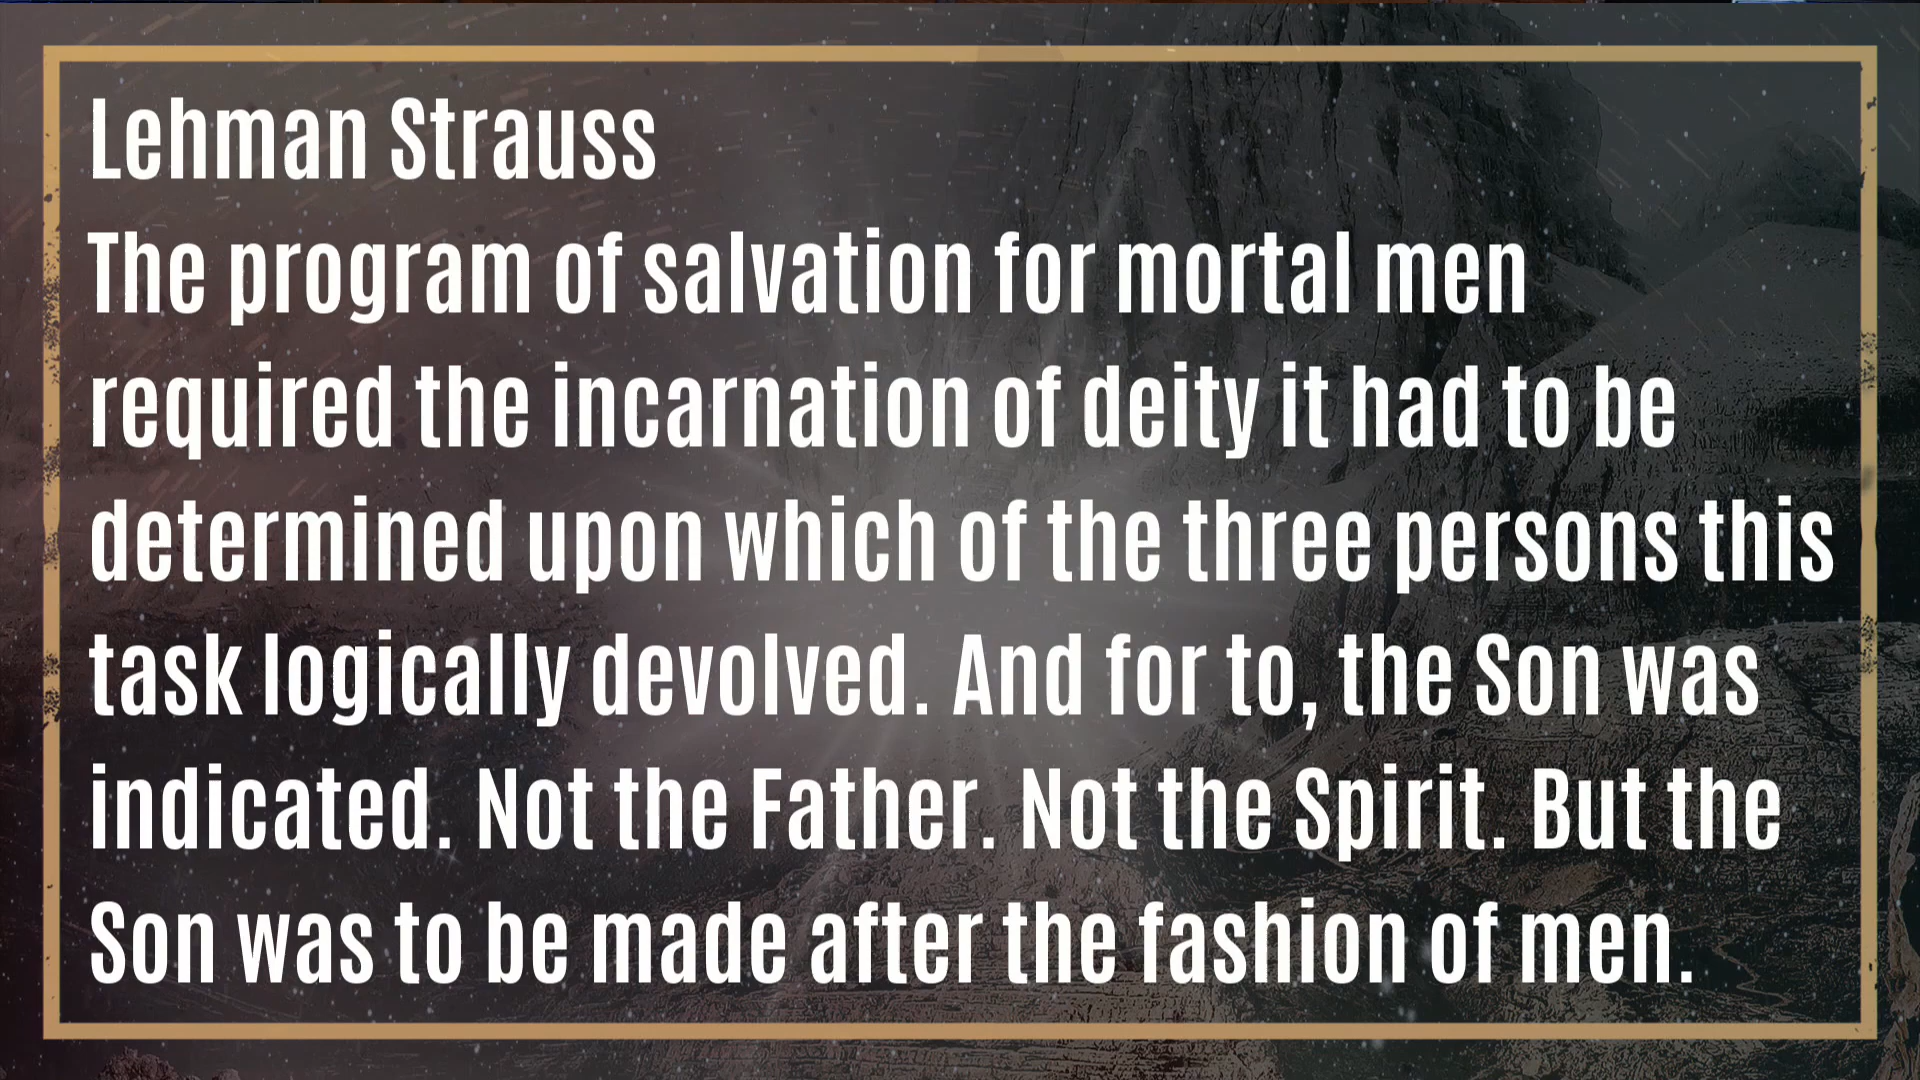 Lehman Strauss
The program of salvation for mortal men
required the incarnation of deity it had to be
determined upon which of the three persons this
task logically devolved. And for to, the Son was
indicated. Not the Father. Not the Spirit. But the
Son was to be made after the fashion of men.